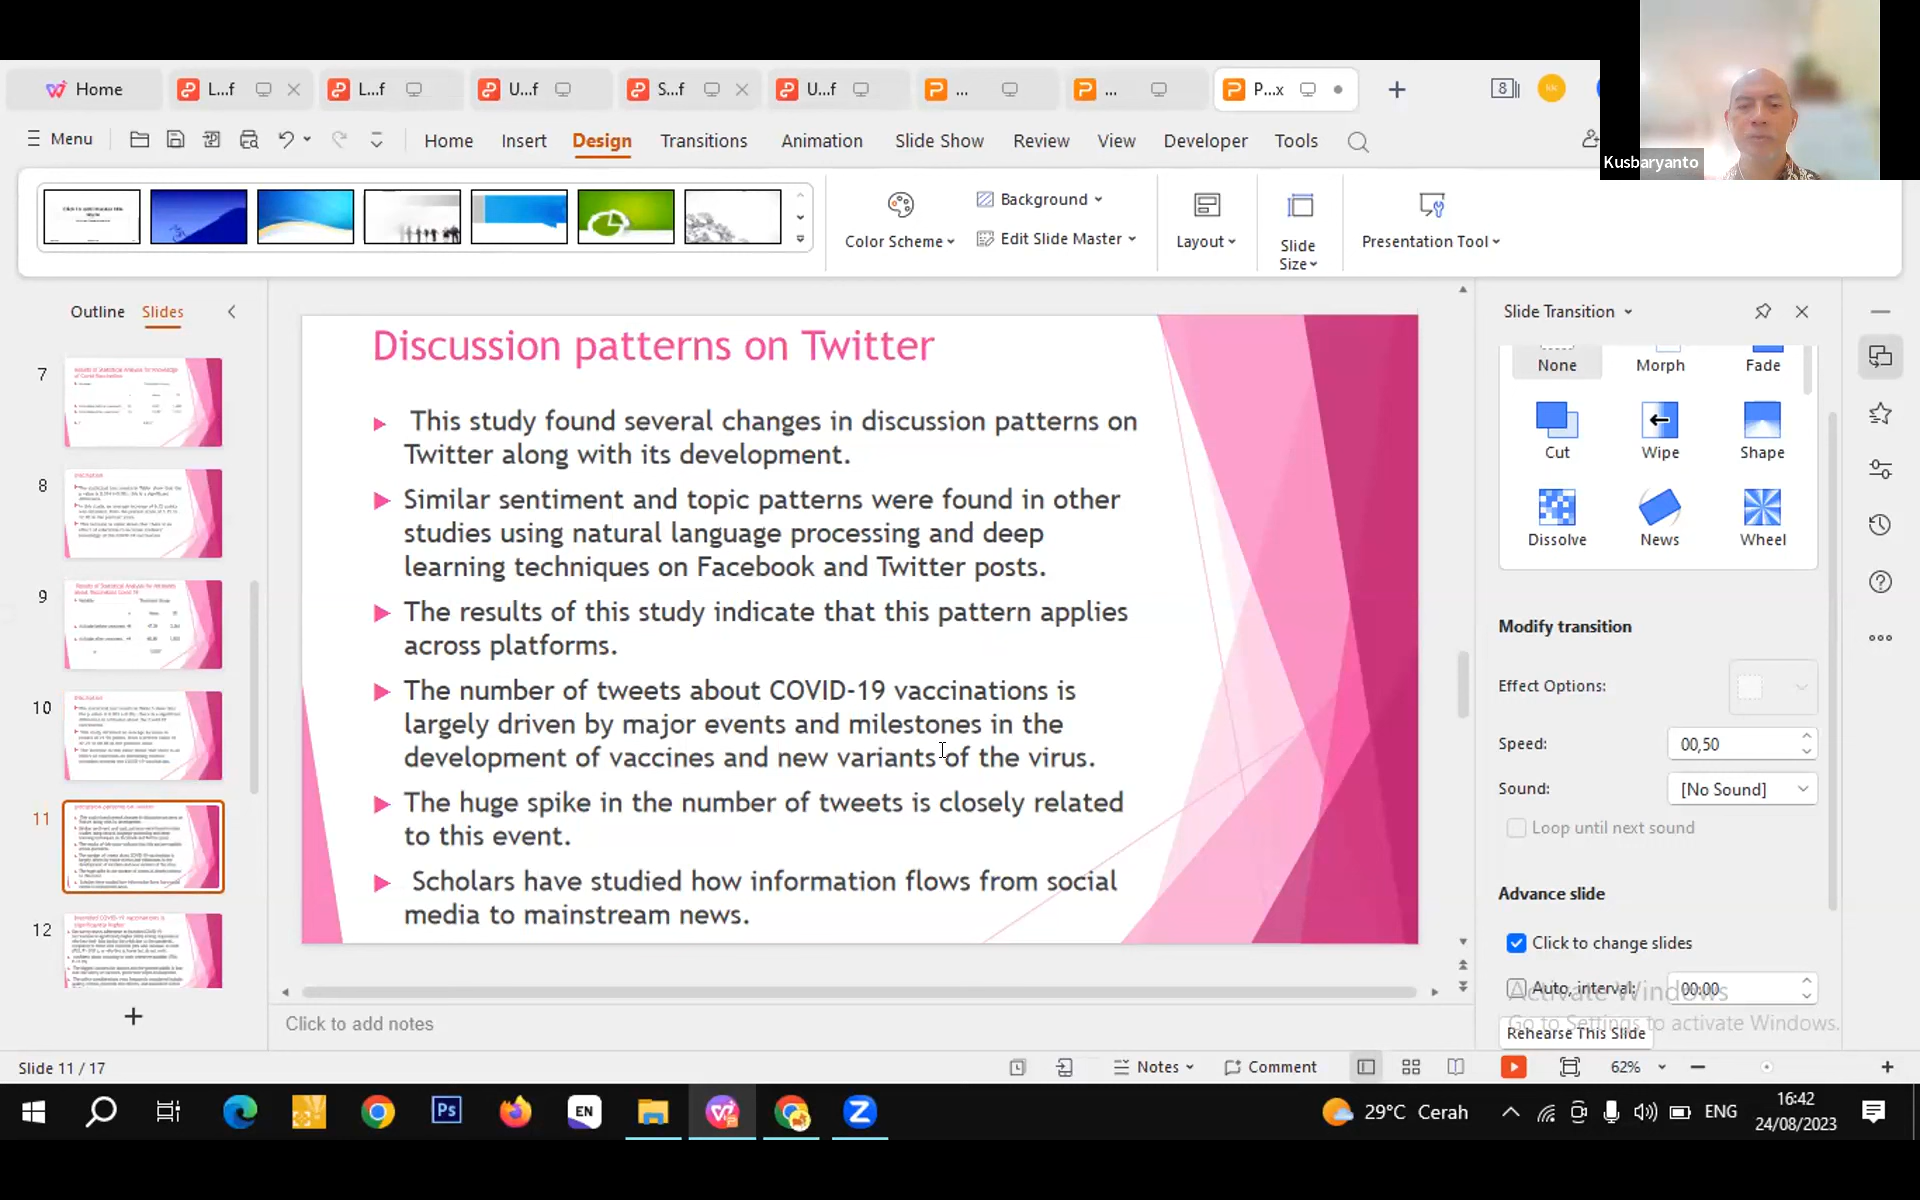 Kusbaryanto
Home L...f L...f U...f S...f U...f ... ... P...x 8 KK
Menu Home Insert Design Transitions Animation Slide Show Review View Developer Tools
Background
Color Scheme Edit Slide Master Layout Slide Size Presentation Tool
Outline Slides
7
8
9
10
11
12
Discussion patterns on Twitter
This study found several changes in discussion patterns on
Twitter along with its development.
Similar sentiment and topic patterns were found in other
studies using natural language processing and deep
learning techniques on Facebook and Twitter posts.
The results of this study indicate that this pattern applies
across platforms.
The number of tweets about COVID-19 vaccinations is
largely driven by major events and milestones in the
development of vaccines and new variants of the virus.
The huge spike in the number of tweets is closely related
to this event.
Scholars have studied how information flows from social
media to mainstream news.
Click to add notes
Slide Transition
None Morph Fade
Cut Wipe Shape
Dissolve News Wheel
Modify transition
Effect Options:
Speed: 00,50
Sound: [No Sound]
Loop until next sound
Advance slide
Click to change slides
Auto, interval: 00:00
Rehearse This Slide
Activate Windows
Go to Settings to activate Windows.
Slide 11 / 17 Notes Comment 62%
Ps EN 29°C Cerah ENG 16:42
24/08/2023